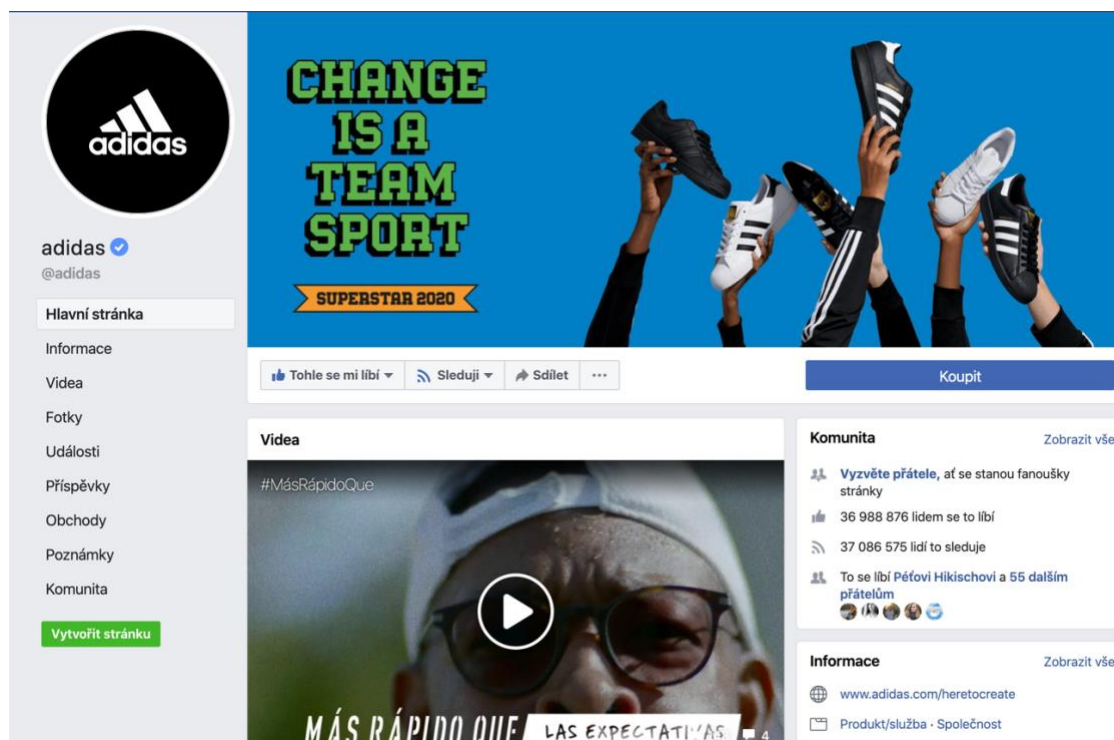 adidas
adidas
@adidas
Hlavní stránka
Informace
Videa
Fotky
Události
Příspěvky
Obchody
Poznámky
Komunita
Vytvořit stránku
CHANGE
IS A
TEAM
SPORT
SUPERSTAR 2020
Tohle se mi líbí
Sleduji
Sdílet
Koupit
Videa
#MásRápidoQue
MÁS RÁPIDO QUE LAS EXPECTATIVAS
4
Komunita
Zobrazit vše
Vyzvěte přátele, ať se stanou fanoušky
stránky
36 988 876 lidem se to líbí
37 086 575 lidí to sleduje
To se líbí Péťovi Hikischovi a 55 dalším
přátelům
Informace
Zobrazit vše
www.adidas.com/heretocreate
Produkt/služba · Společnost